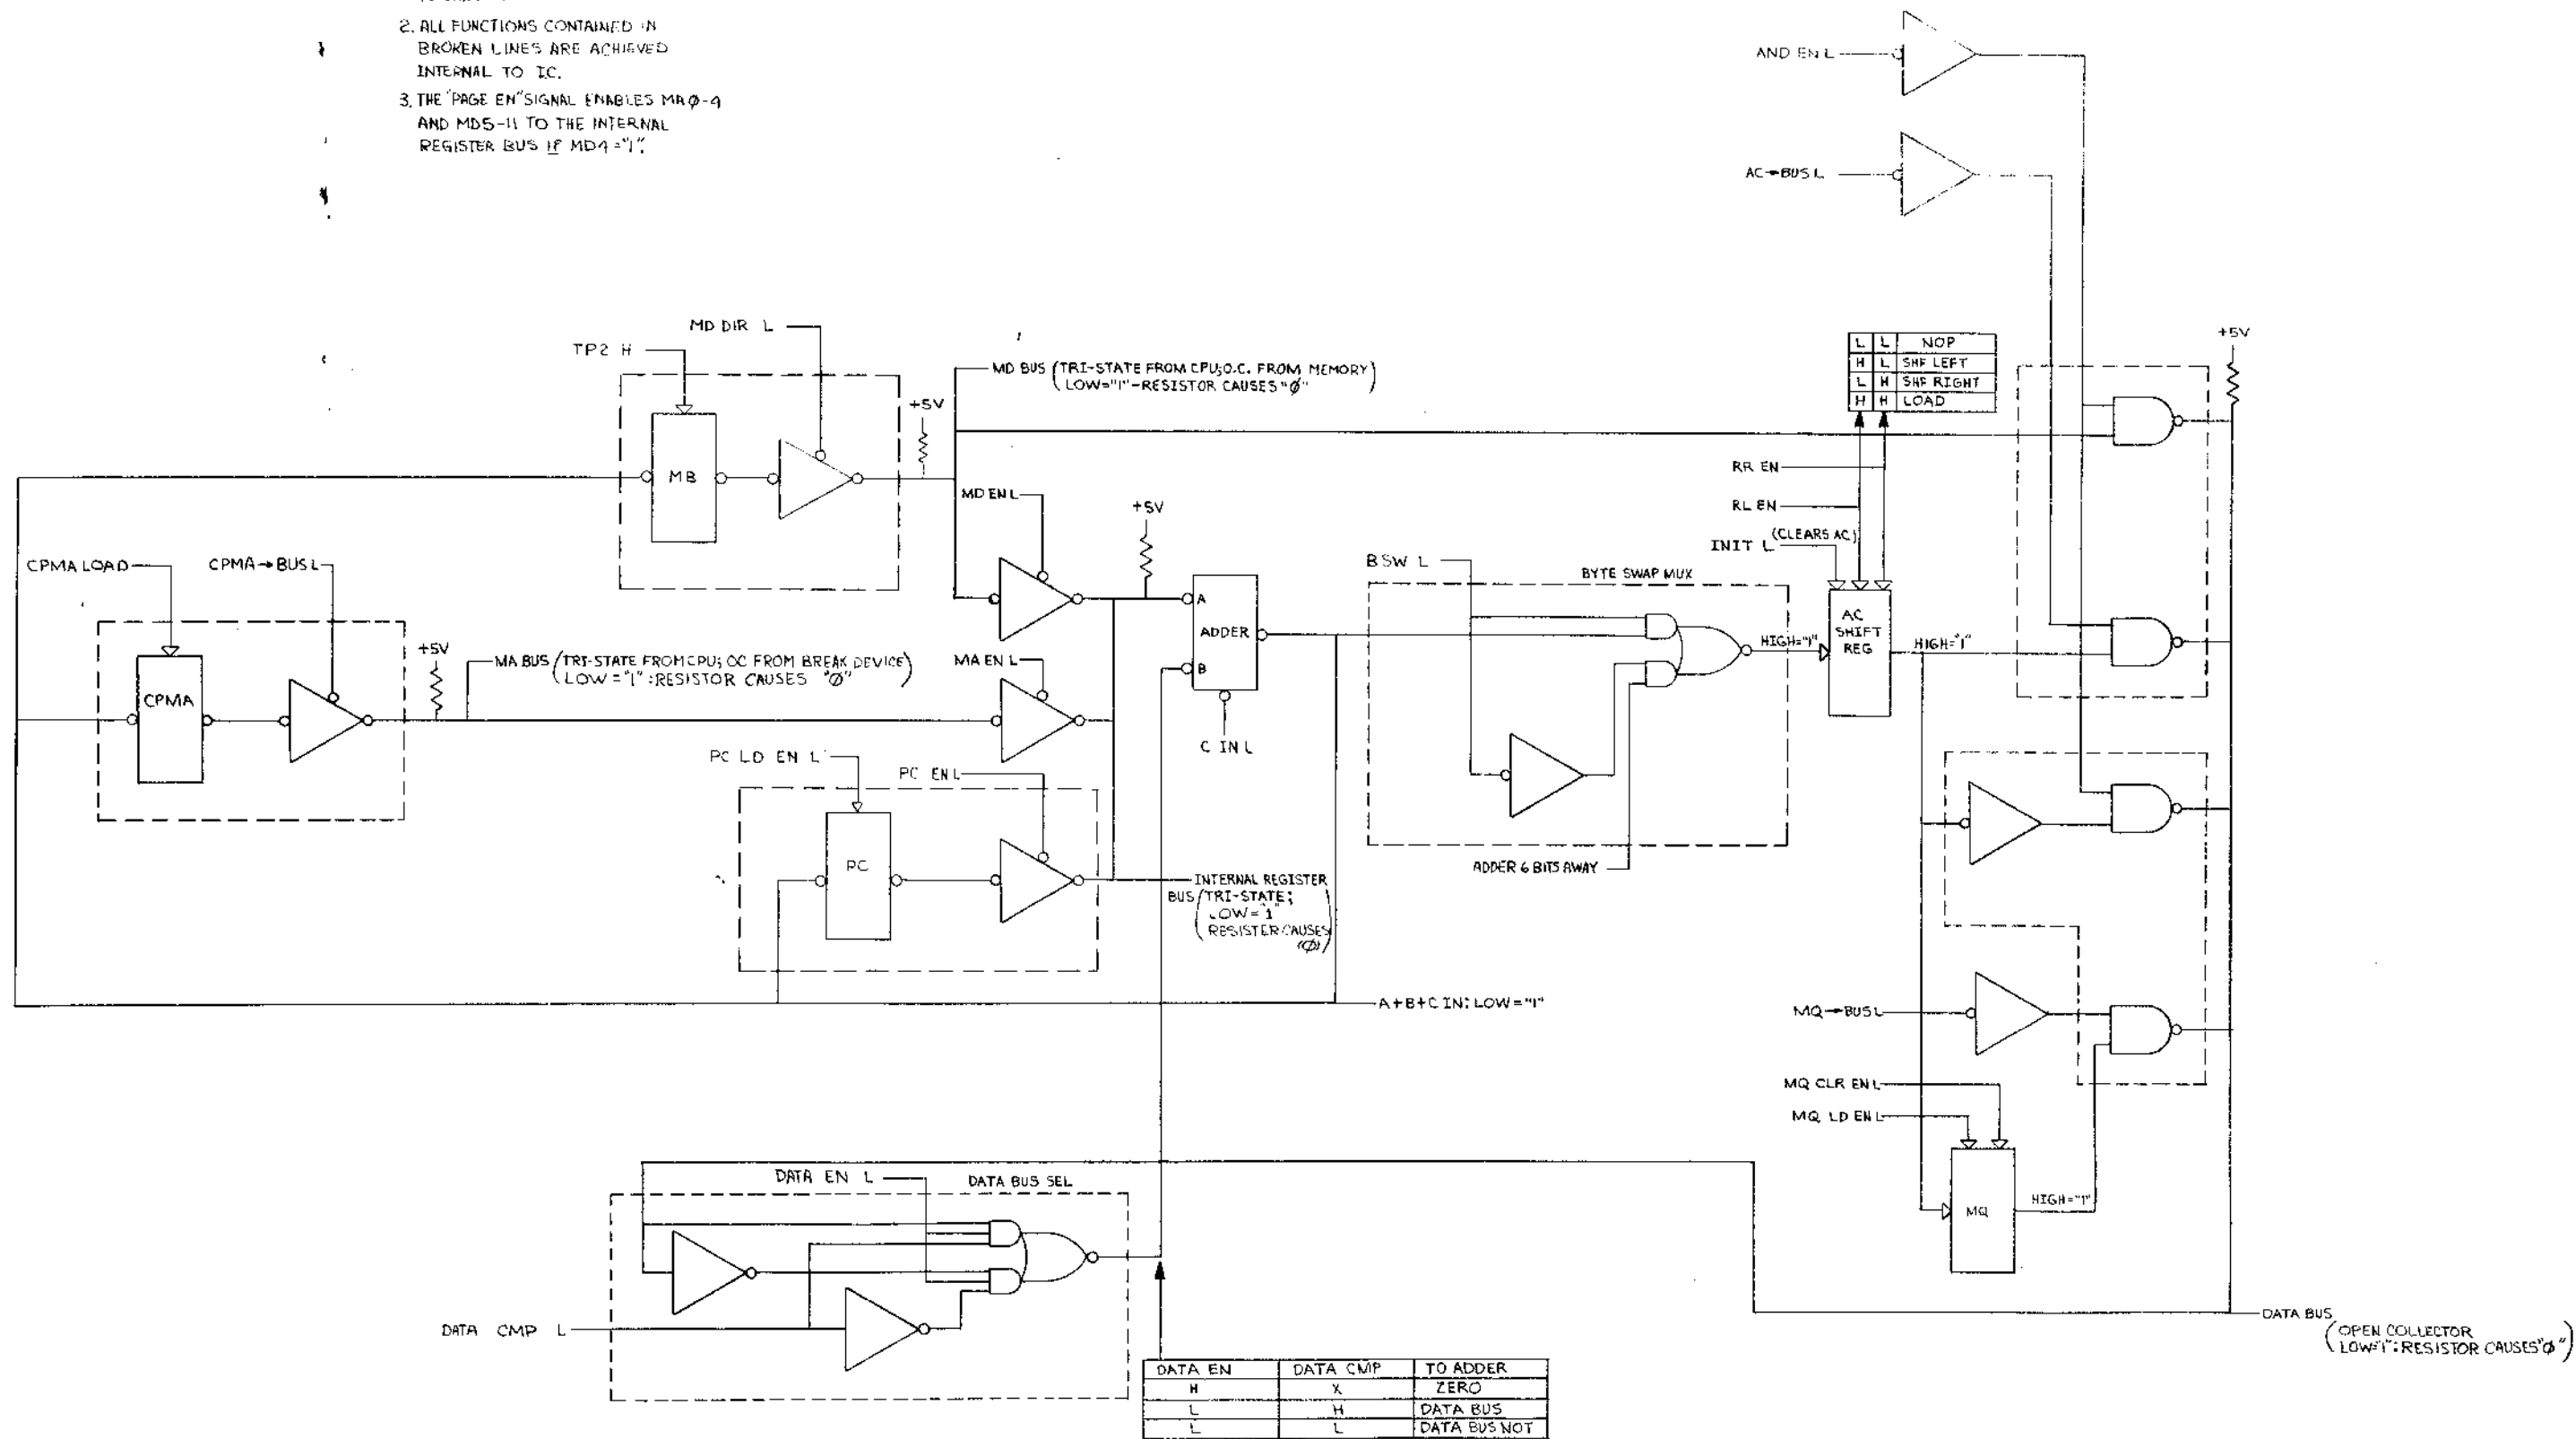 2. ALL FUNCTIONS CONTAINED IN
BROKEN LINES ARE ACHIEVED
INTERNAL TO I.C.
3. THE "PAGE EN" SIGNAL ENABLES MAØ-4
AND MD5-11 TO THE INTERNAL
REGISTER BUS IF MD4="1".
AND EN L
AC→BUS L
+5V
L L NOP
H L SHF LEFT
L H SHF RIGHT
H H LOAD
MD DIR L
TP2 H
MD BUS (TRI-STATE FROM CPU; O.C. FROM MEMORY)
(LOW="1"-RESISTOR CAUSES "Ø")
+5V
MB
RR EN
MD EN L
+5V
RL EN
(CLEARS AC)
INIT L
CPMA LOAD
CPMA→BUS L
BSW L
BYTE SWAP MUX
A
ADDER
B
AC
SHIFT
REG
HIGH="1"
HIGH="1"
+5V
MA BUS (TRI-STATE FROM CPU; OC FROM BREAK DEVICE)
(LOW="1":RESISTOR CAUSES "Ø")
MA EN L
CPMA
C IN L
PC LD EN L
PC EN L
PC
ADDER 6 BITS AWAY
INTERNAL REGISTER
BUS (TRI-STATE;
LOW="1"
RESISTER CAUSES
(Ø))
A+B+C IN: LOW="1"
MQ→BUS L
MQ CLR EN L
MQ LD EN L
DATA EN L
DATA BUS SEL
MQ
HIGH="1"
DATA CMP L
DATA BUS
(OPEN COLLECTOR
LOW="1":RESISTOR CAUSES "Ø")
DATA EN DATA CMP TO ADDER
H X ZERO
L H DATA BUS
L L DATA BUS NOT